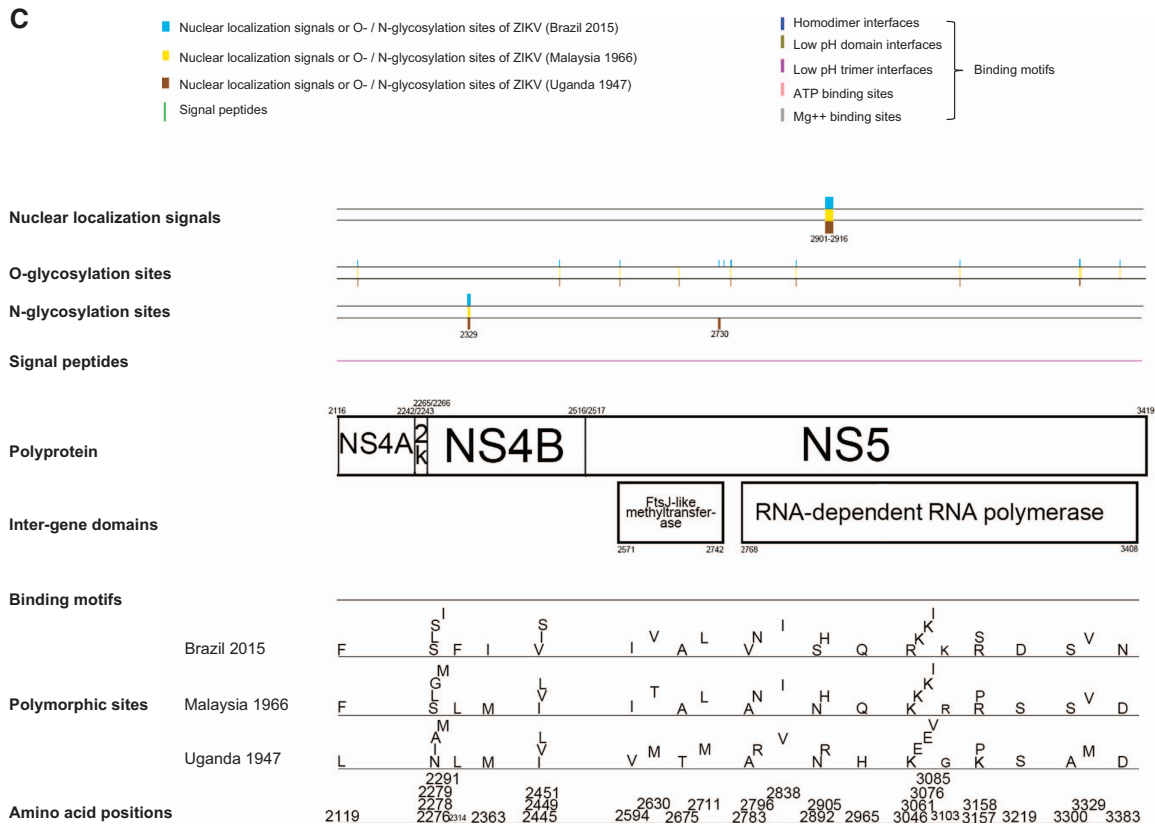 C
Nuclear localization signals or O- / N-glycosylation sites of ZIKV (Brazil 2015)
Nuclear localization signals or O- / N-glycosylation sites of ZIKV (Malaysia 1966)
Nuclear localization signals or O- / N-glycosylation sites of ZIKV (Uganda 1947)
Signal peptides
Homodimer interfaces
Low pH domain interfaces
Low pH trimer interfaces
ATP binding sites
Mg++ binding sites
Binding motifs
Nuclear localization signals
2901-2916
O-glycosylation sites
N-glycosylation sites
2329 2730
Signal peptides
2265/2266
2116 2242/2243 2516/2517 3419
Polyprotein
NS4A 2k NS4B NS5
Inter-gene domains
FtsJ-like
methyltransfer-
ase
RNA-dependent RNA polymerase
2571 2742 2768 3408
Binding motifs
I
S S I K
L I V L N H K S V
Brazil 2015 F S F I V I A V S Q R K R D S N
M I
G L I K
L V T L N H K P V
Polymorphic sites Malaysia 1966 F S L M I I A A N Q K R R S S D
M V
A L V E
I V M M R R E P M
Uganda 1947 L N L M I V T A N H K G K S A D
2291 3085
2279 2451 2838 3076
2278 2449 2630 2711 2796 2905 3061 3158 3329
Amino acid positions 2119 2276 2314 2363 2445 2594 2675 2783 2892 2965 3046 3103 3157 3219 3300 3383